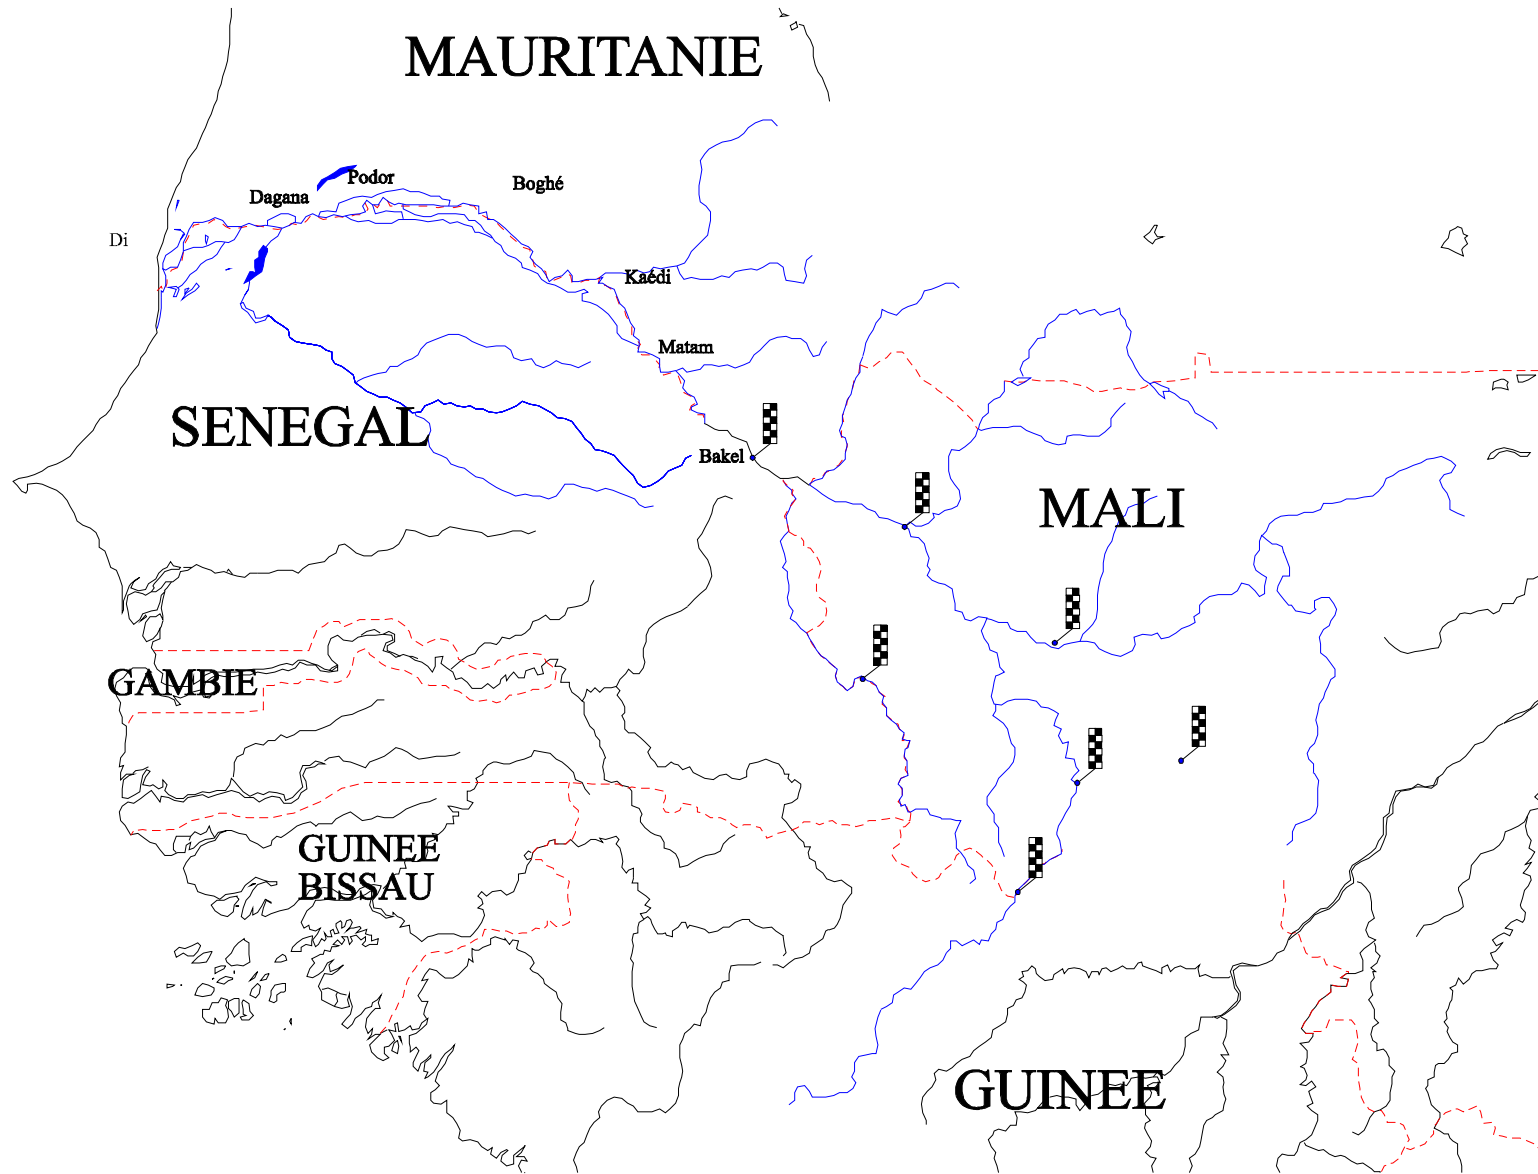 MAURITANIE
Podor
Boghé
Dagana
Di
Kaédi
Matam
SENEGAL
Bakel
MALI
GAMBIE
GUINEE
BISSAU
GUINEE